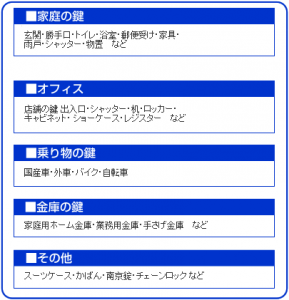 ■家庭の鍵
玄関・勝手口・トイレ・浴室・郵便受け・家具・
雨戸・シャッター・物置　など
■オフィス
店舗の鍵 出入口・シャッター・机・ロッカー・
キャビネット・ショーケース・レジスター　など
■乗り物の鍵
国産車・外車・バイク・自転車
■金庫の鍵
家庭用ホーム金庫・業務用金庫・手さげ金庫　など
■その他
スーツケース・かばん・南京錠・チェーンロック など